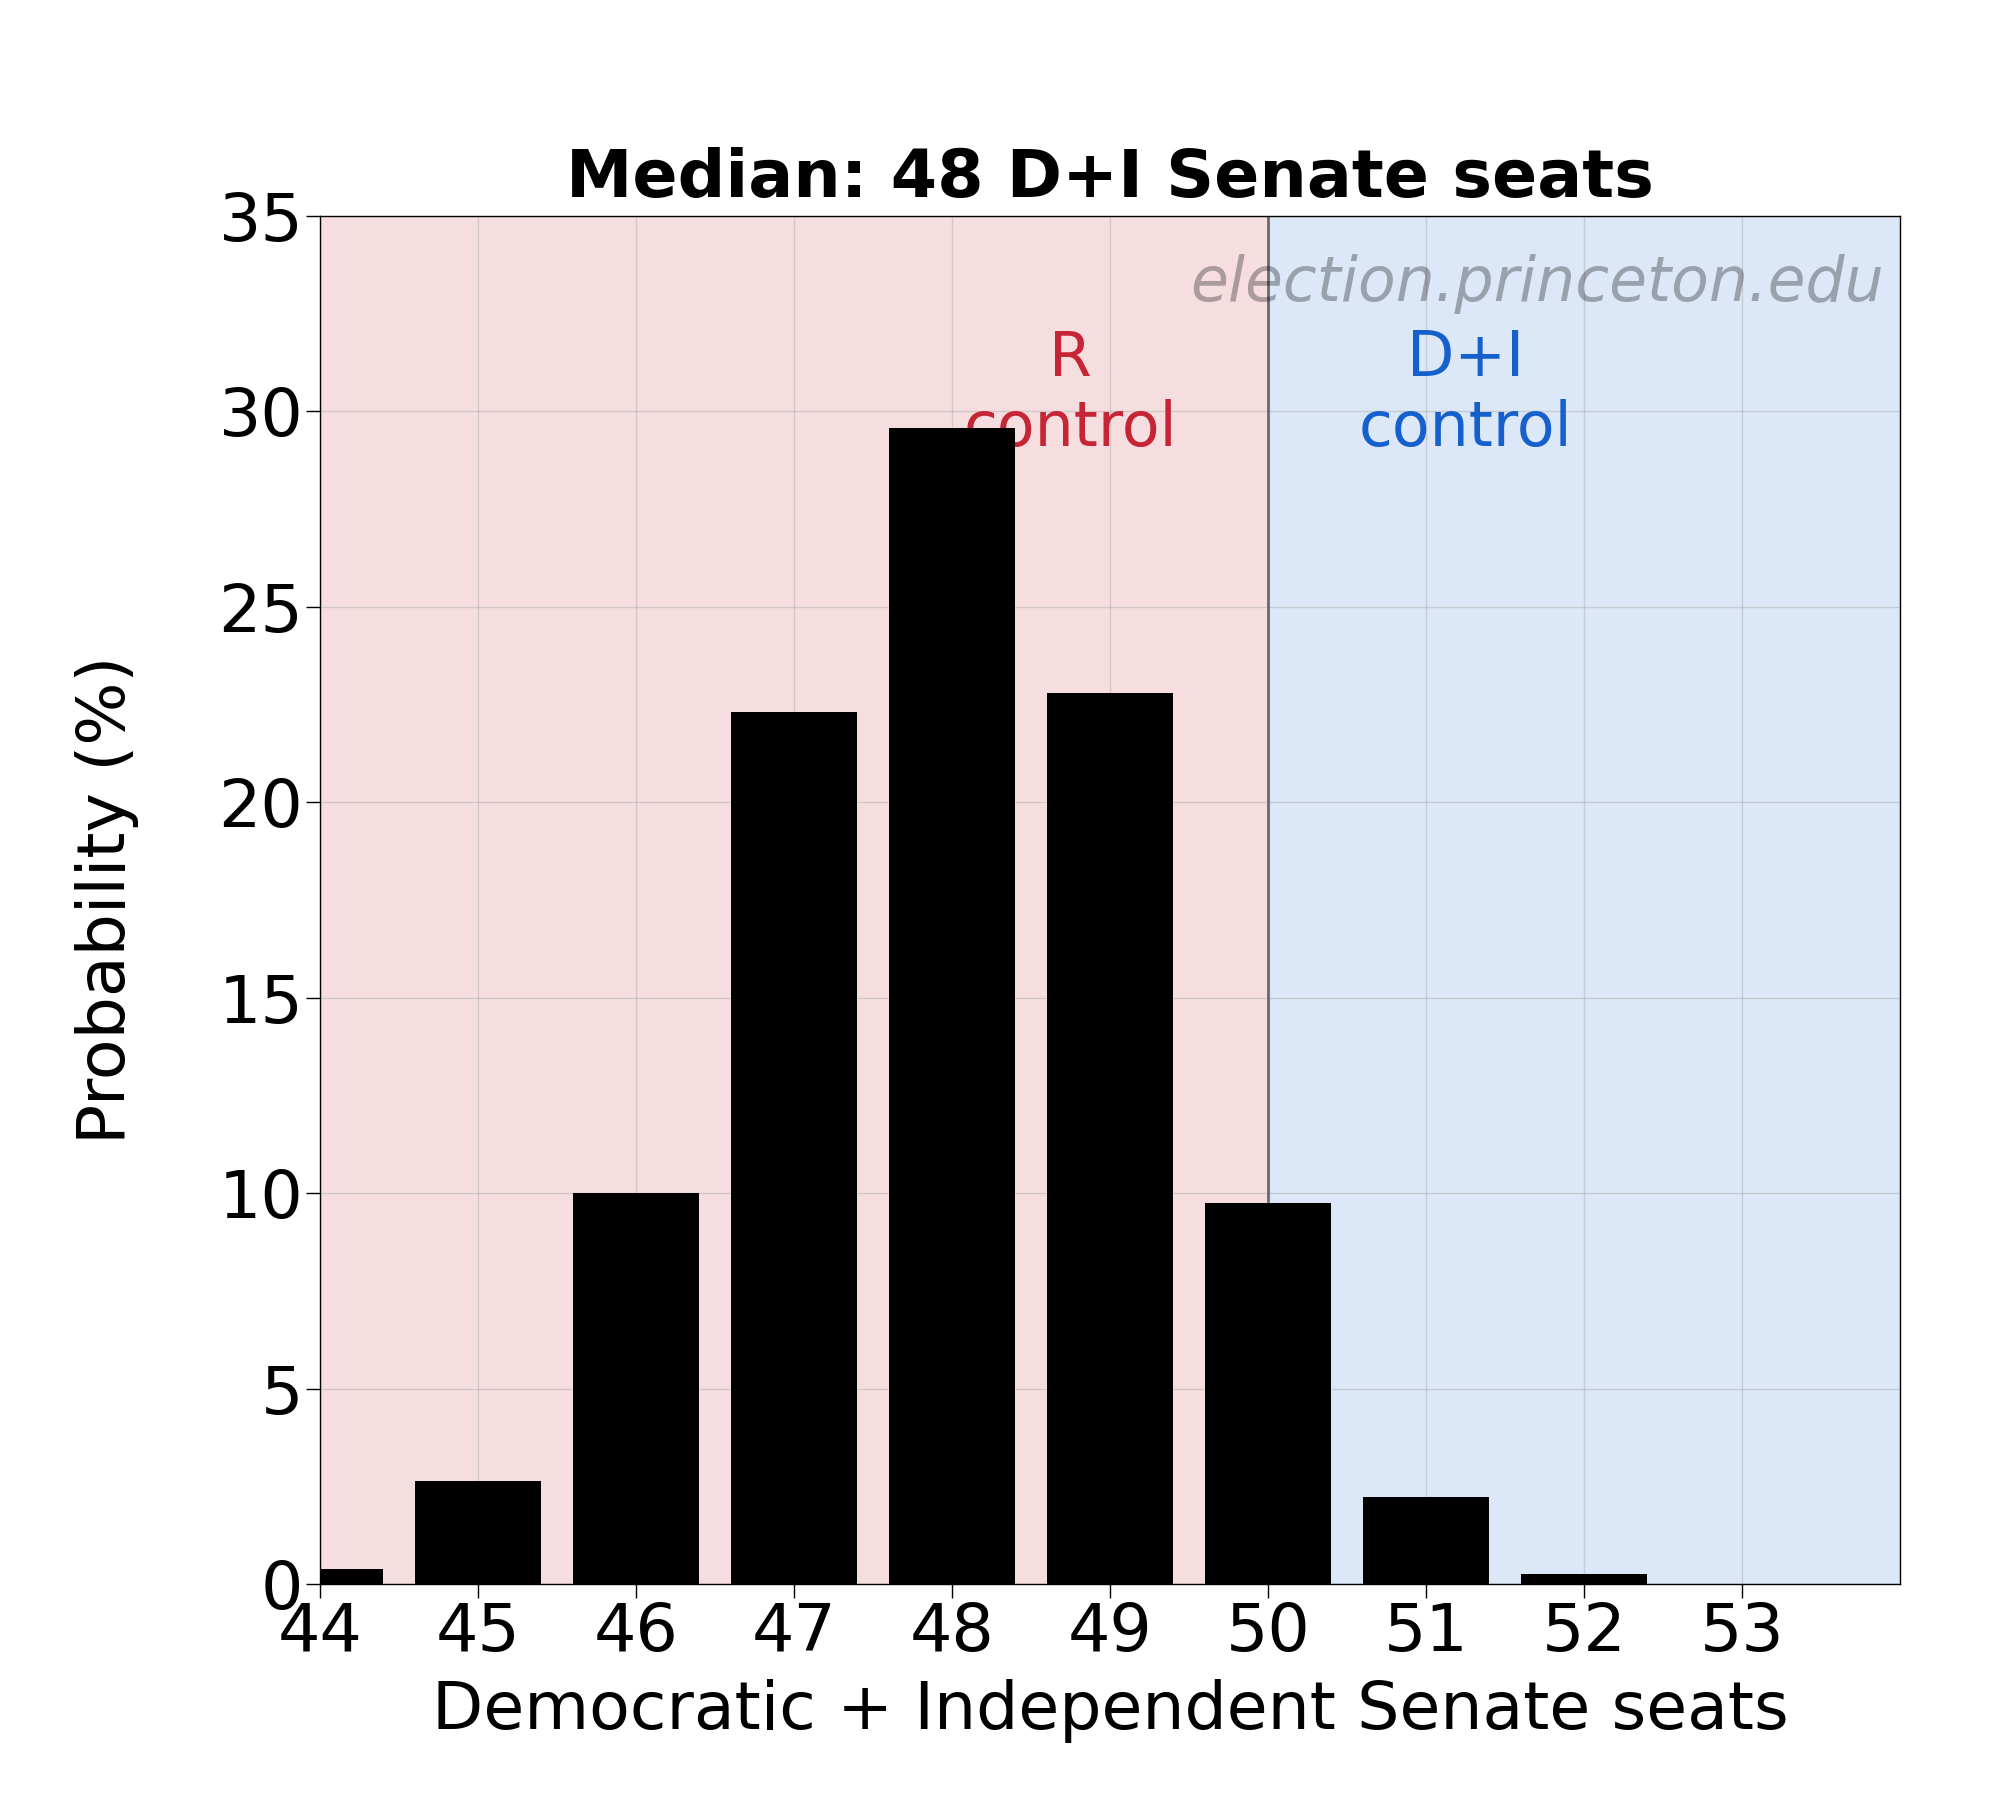 Median: 48 D+I Senate seats
election.princeton.edu
R
control
D+I
control
Probability (%)
35
30
25
20
15
10
5
0
44 45 46 47 48 49 50 51 52 53
Democratic + Independent Senate seats